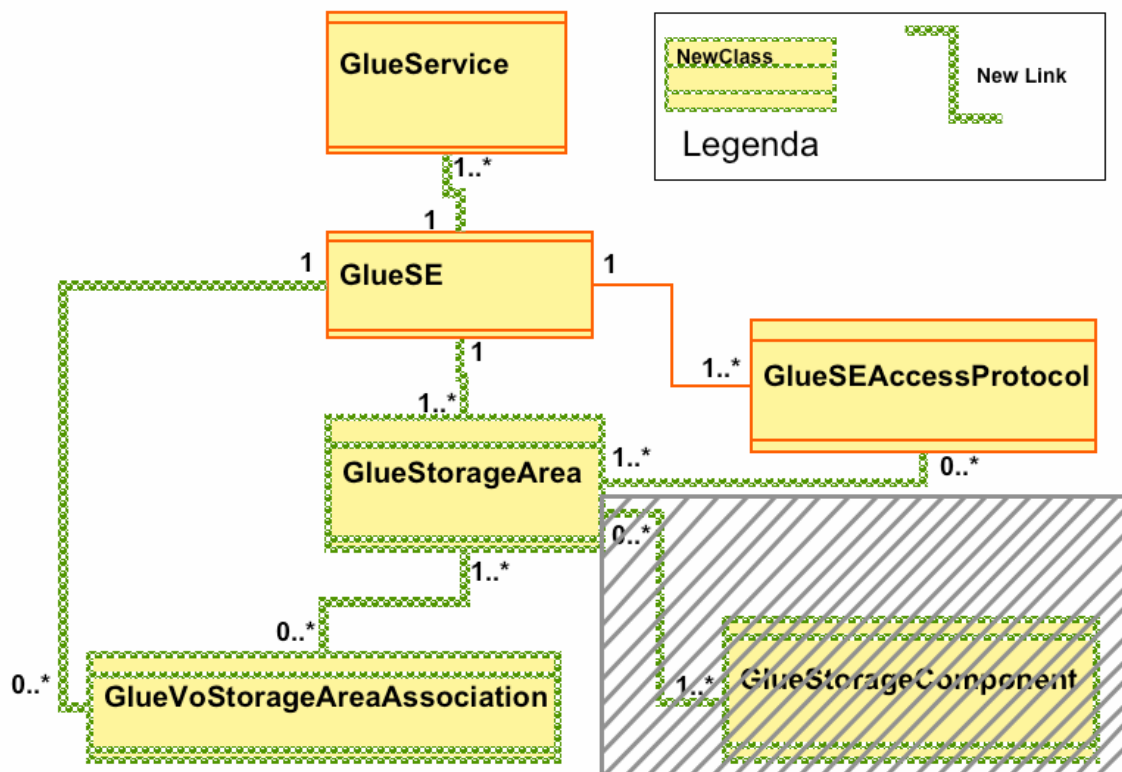 GlueService
NewClass
New Link
Legenda
1..*
1
1
GlueSE
1
1
1..*
GlueSEAccessProtocol
1..*
GlueStorageArea
1..*
0..*
0..*
1..*
0..*
0..*
GlueVoStorageAreaAssociation
1..*
GlueStorageComponent